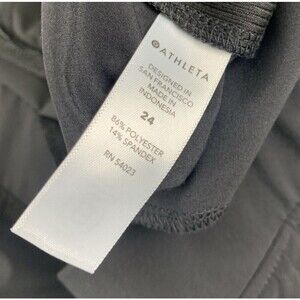 ATHLETA
DESIGNED IN
SAN FRANCISCO
MADE IN
INDONESIA
24
86% POLYESTER
14% SPANDEX
RN 54023